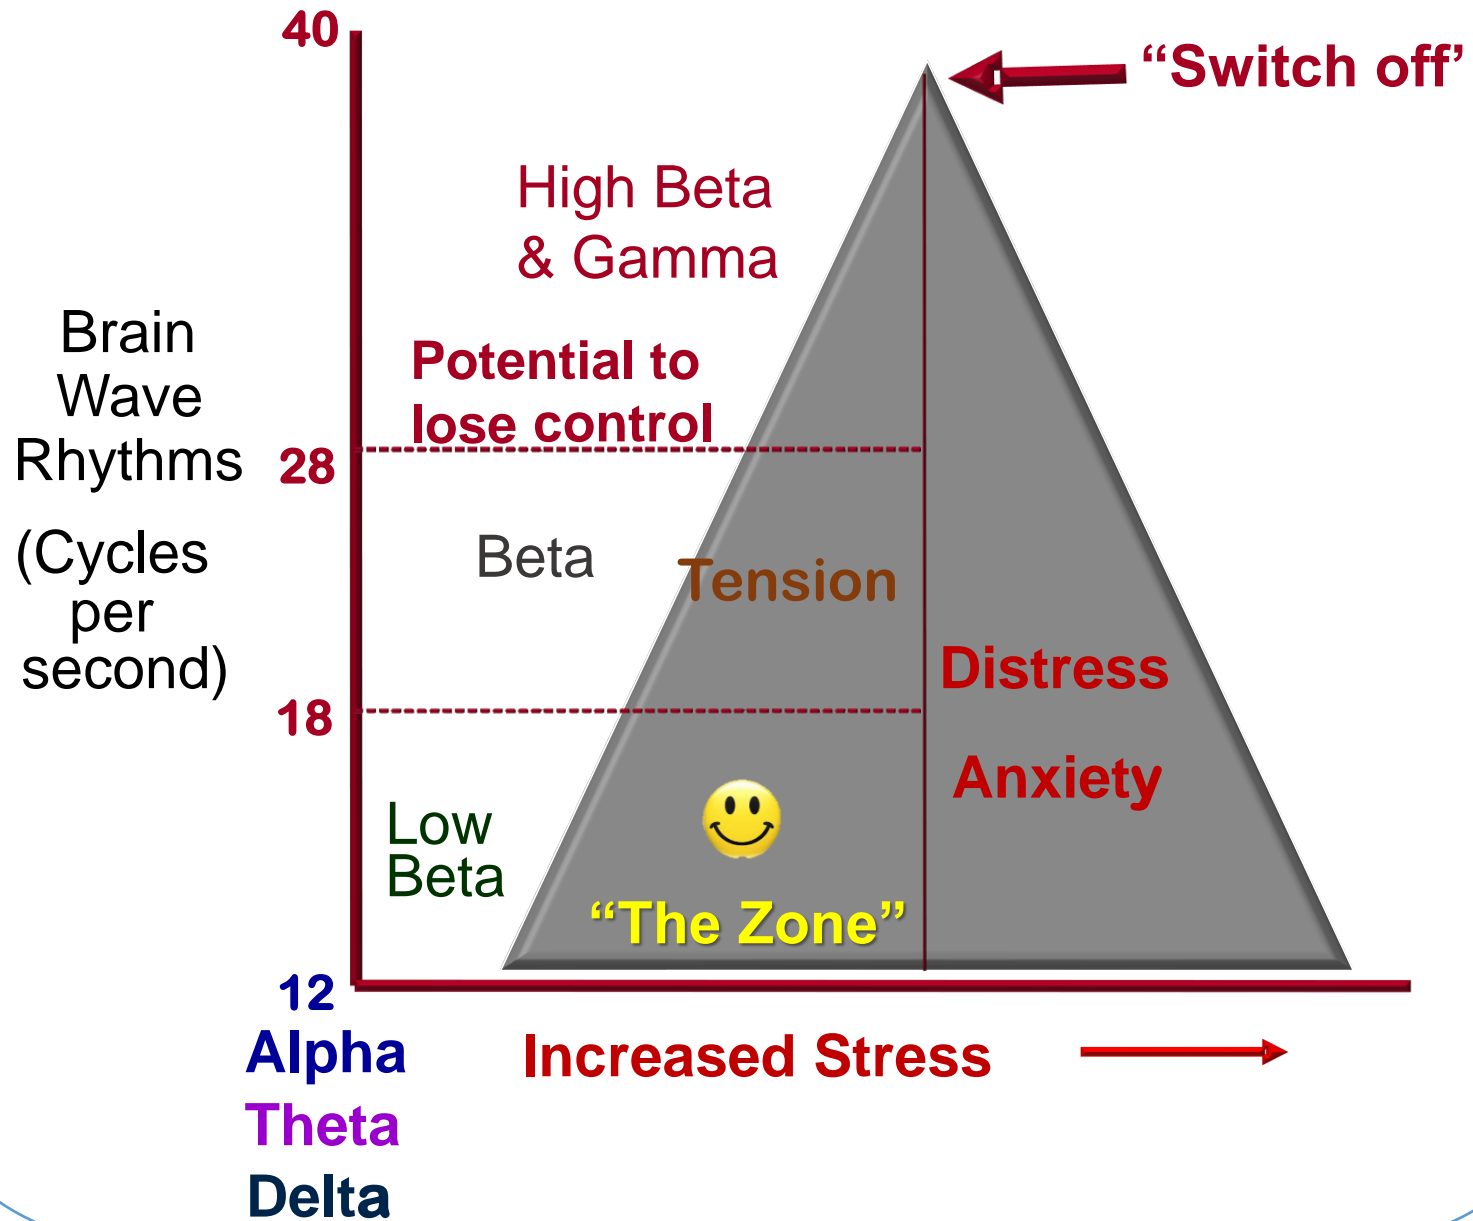 40
“Switch off’
High Beta
& Gamma
Brain
Wave
Rhythms
(Cycles
per
second)
Potential to
lose control
28
Beta
Tension
Distress
18
Anxiety
Low
Beta
“The Zone”
12
Alpha
Increased Stress
Theta
Delta